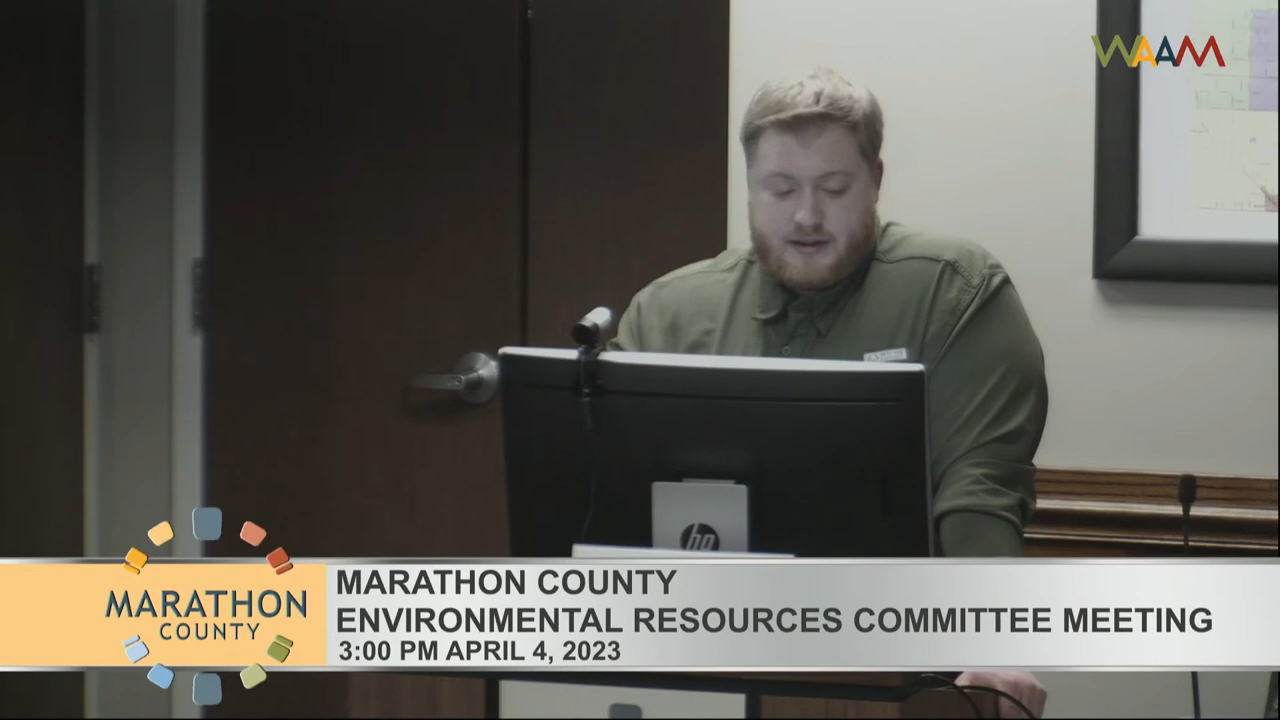 WAAM
hp
MARATHON
COUNTY
MARATHON COUNTY
ENVIRONMENTAL RESOURCES COMMITTEE MEETING
3:00 PM APRIL 4, 2023